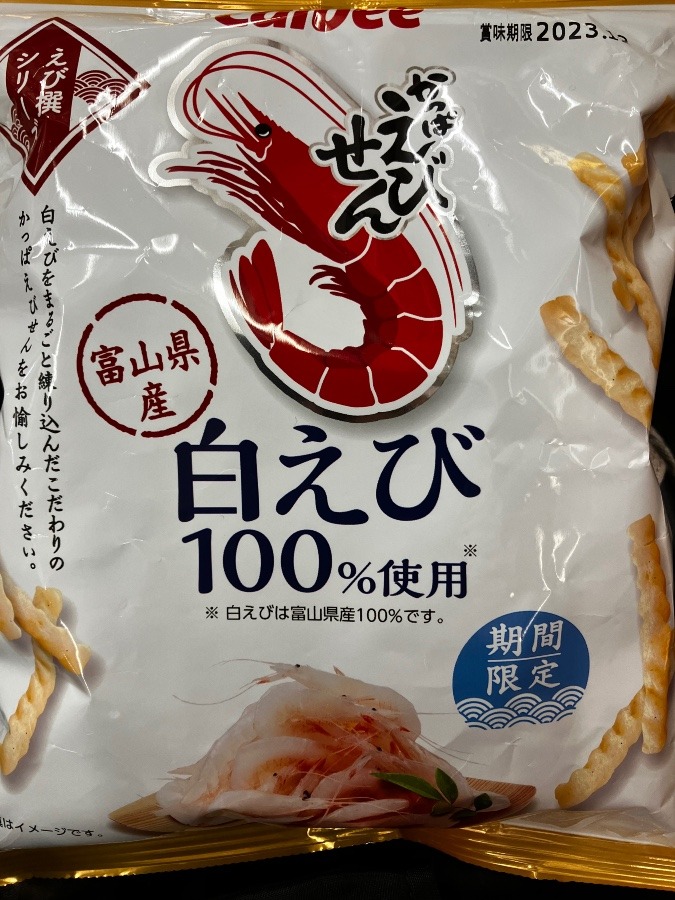 Calbee
賞味期限 2023.
えび撰
シリーズ
かっぱ
えび
せん
白えびをまるごと練り込んだこだわりの
かっぱえびせんをお愉しみください。
富山県
産
白えび
100%使用※
※ 白えびは富山県産100%です。
期間
限定
はイメージです。